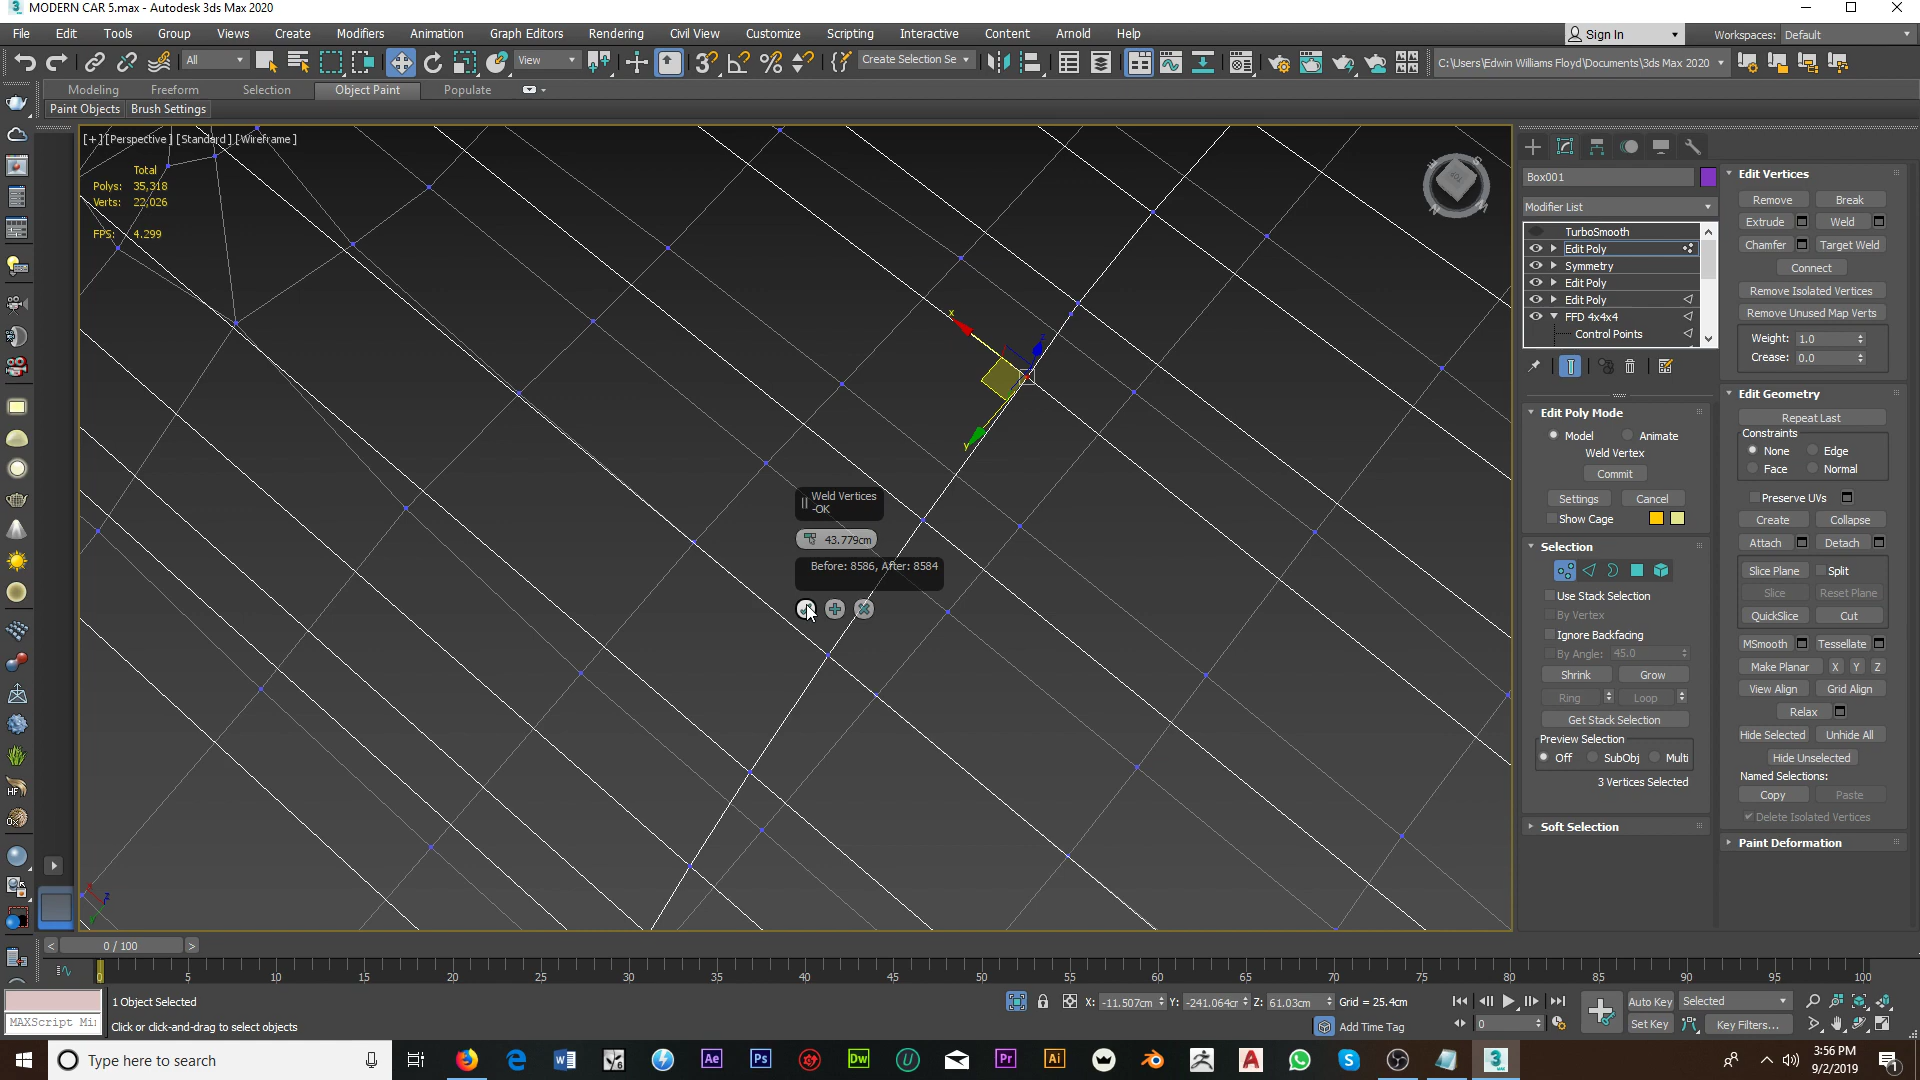 MODERN CAR 5.max - Autodesk 3ds Max 2020
File Edit Tools Group Views Create Modifiers Animation Graph Editors Rendering Civil View Customize Scripting Interactive Content Arnold Help
Sign In
Workspaces: Default
All
View
Create Selection Se
C:\Users\Edwin Williams Floyd\Documents\3ds Max 2020
Modeling Freeform Selection Object Paint Populate
Paint Objects Brush Settings
[+] [Perspective] [Standard] [Wireframe]
Total
Polys: 35,318
Verts: 22,026
FPS: 4.299
x
z
y
Weld Vertices
-OK
43.779cm
Before: 8586, After: 8584
Box001
Modifier List
TurboSmooth
Edit Poly
Symmetry
Edit Poly
Edit Poly
FFD 4x4x4
Control Points
Edit Poly Mode
Model Animate
Weld Vertex
Commit
Settings Cancel
Show Cage
Selection
Use Stack Selection
By Vertex
Ignore Backfacing
By Angle: 45.0
Shrink Grow
Ring Loop
Get Stack Selection
Preview Selection
Off SubObj Multi
3 Vertices Selected
Soft Selection
Edit Vertices
Remove Break
Extrude Weld
Chamfer Target Weld
Connect
Remove Isolated Vertices
Remove Unused Map Verts
Weight: 1.0
Crease: 0.0
Edit Geometry
Repeat Last
Constraints
None Edge
Face Normal
Preserve UVs
Create Collapse
Attach Detach
Slice Plane Split
Slice Reset Plane
QuickSlice Cut
MSmooth Tessellate
Make Planar X Y Z
View Align Grid Align
Relax
Hide Selected Unhide All
Hide Unselected
Named Selections:
Copy Paste
Delete Isolated Vertices
Paint Deformation
0 / 100
0 5 10 15 20 25 30 35 40 45 50 55 60 65 70 75 80 85 90 95 100
1 Object Selected
X: -11.507cm Y: -241.064cr Z: 61.03cm Grid = 25.4cm
Auto Key Selected
MAXScript Mi
Click or click-and-drag to select objects
Add Time Tag
0
Set Key Key Filters...
Type here to search
3:56 PM
9/2/2019